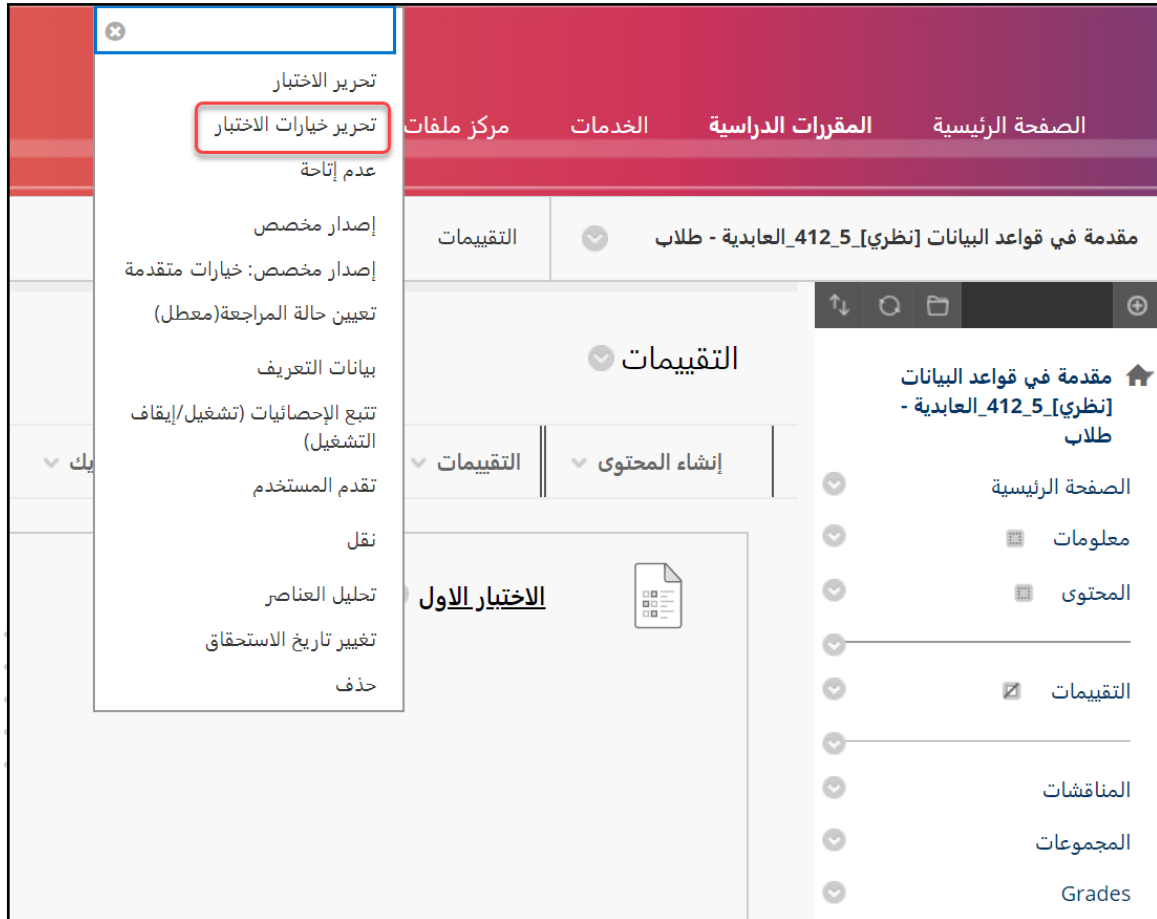 الصفحة الرئيسية
المقررات الدراسية
الخدمات
مركز ملفات
مقدمة في قواعد البيانات [نظري]_5_412_العابدية - طلاب
التقييمات
تحرير الاختبار
تحرير خيارات الاختبار
عدم إتاحة
إصدار مخصص
إصدار مخصص: خيارات متقدمة
تعيين حالة المراجعة(معطل)
بيانات التعريف
تتبع الإحصائيات (تشغيل/إيقاف
التشغيل)
تقدم المستخدم
نقل
تحليل العناصر
تغيير تاريخ الاستحقاق
حذف
مقدمة في قواعد البيانات
[نظري]_5_412_العابدية -
طلاب
الصفحة الرئيسية
معلومات
المحتوى
التقييمات
المناقشات
المجموعات
Grades
التقييمات
إنشاء المحتوى
التقييمات
الاختبار الاول